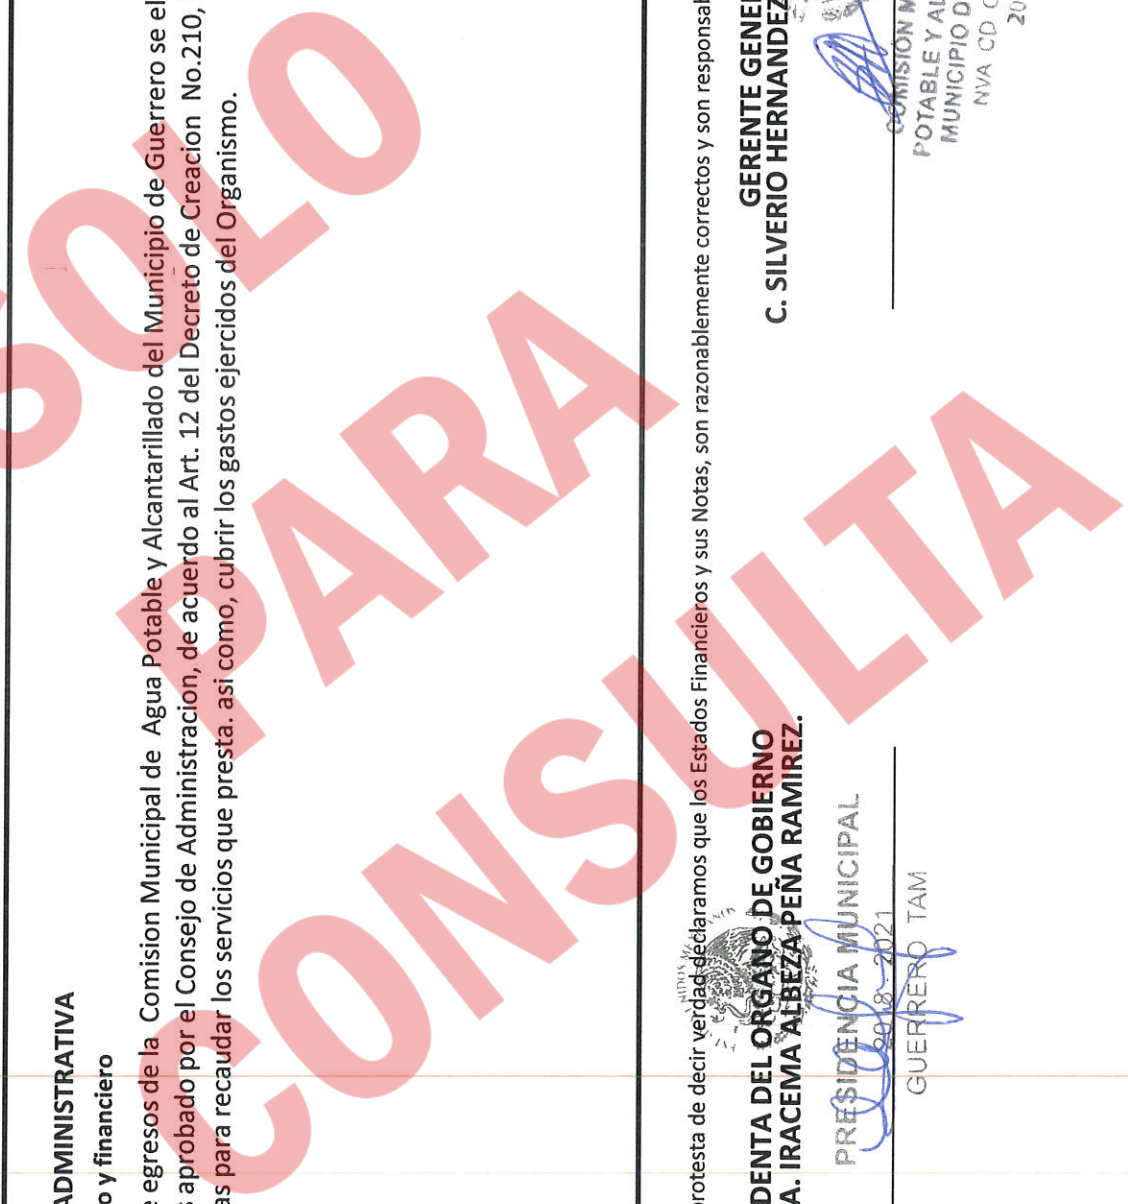 ADMINISTRATIVA
o y financiero
e egresos de la Comision Municipal de Agua Potable y Alcantarillado del Municipio de Guerrero se el
s aprobado por el Consejo de Administracion, de acuerdo al Art. 12 del Decreto de Creacion No.210,
as para recaudar los servicios que presta. asi como, cubrir los gastos ejercidos del Organismo.
rotesta de decir verdad declaramos que los Estados Financieros y sus Notas, son razonablemente correctos y son responsab
DENTA DEL ORGANO DE GOBIERNO
A. IRACEMA ALBEZA PEÑA RAMIREZ.
PRESIDENCIA MUNICIPAL
2018 - 2021
GUERRERO TAM
GERENTE GENE
C. SILVERIO HERNANDEZ
COMISIÓN M
POTABLE Y AL
MUNICIPIO D
NVA CD G
20
SOLO
PARA
CONSULTA